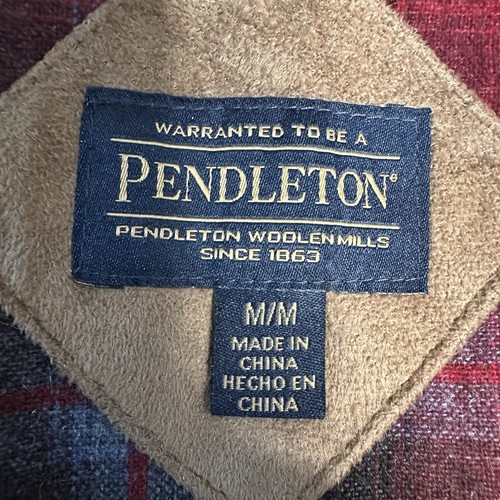 WARRANTED TO BE A
PENDLETON®
PENDLETON WOOLEN MILLS
SINCE 1863
M/M
MADE IN
CHINA
HECHO EN
CHINA